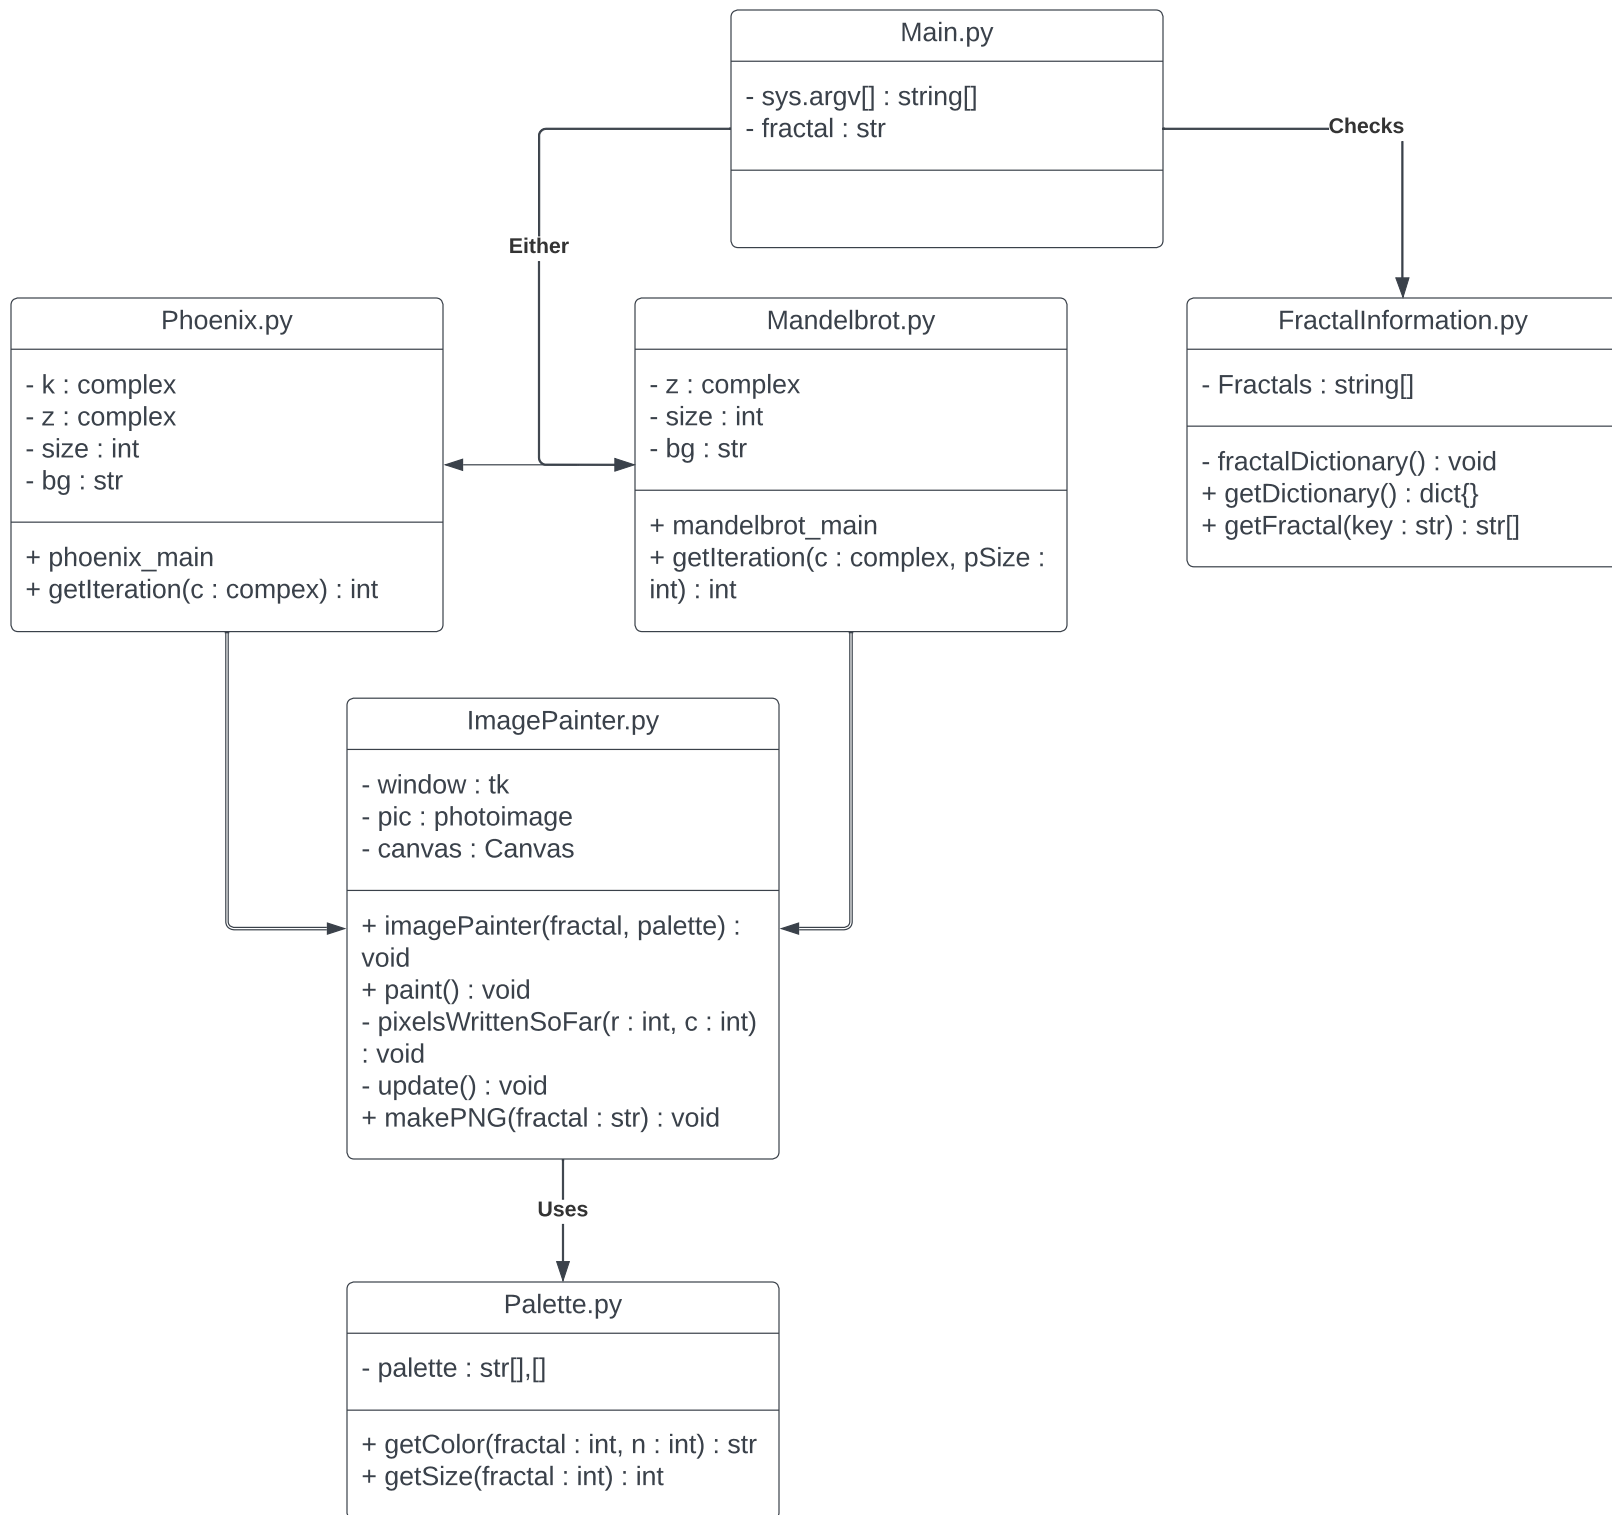 Main.py
- sys.argv[] : string[]
- fractal : str
Checks
Either
Phoenix.py
- k : complex
- z : complex
- size : int
- bg : str
+ phoenix_main
+ getIteration(c : compex) : int
Mandelbrot.py
- z : complex
- size : int
- bg : str
+ mandelbrot_main
+ getIteration(c : complex, pSize :
int) : int
FractalInformation.py
- Fractals : string[]
- fractalDictionary() : void
+ getDictionary() : dict{}
+ getFractal(key : str) : str[]
ImagePainter.py
- window : tk
- pic : photoimage
- canvas : Canvas
+ imagePainter(fractal, palette) :
void
+ paint() : void
- pixelsWrittenSoFar(r : int, c : int)
: void
- update() : void
+ makePNG(fractal : str) : void
Uses
Palette.py
- palette : str[],[]
+ getColor(fractal : int, n : int) : str
+ getSize(fractal : int) : int